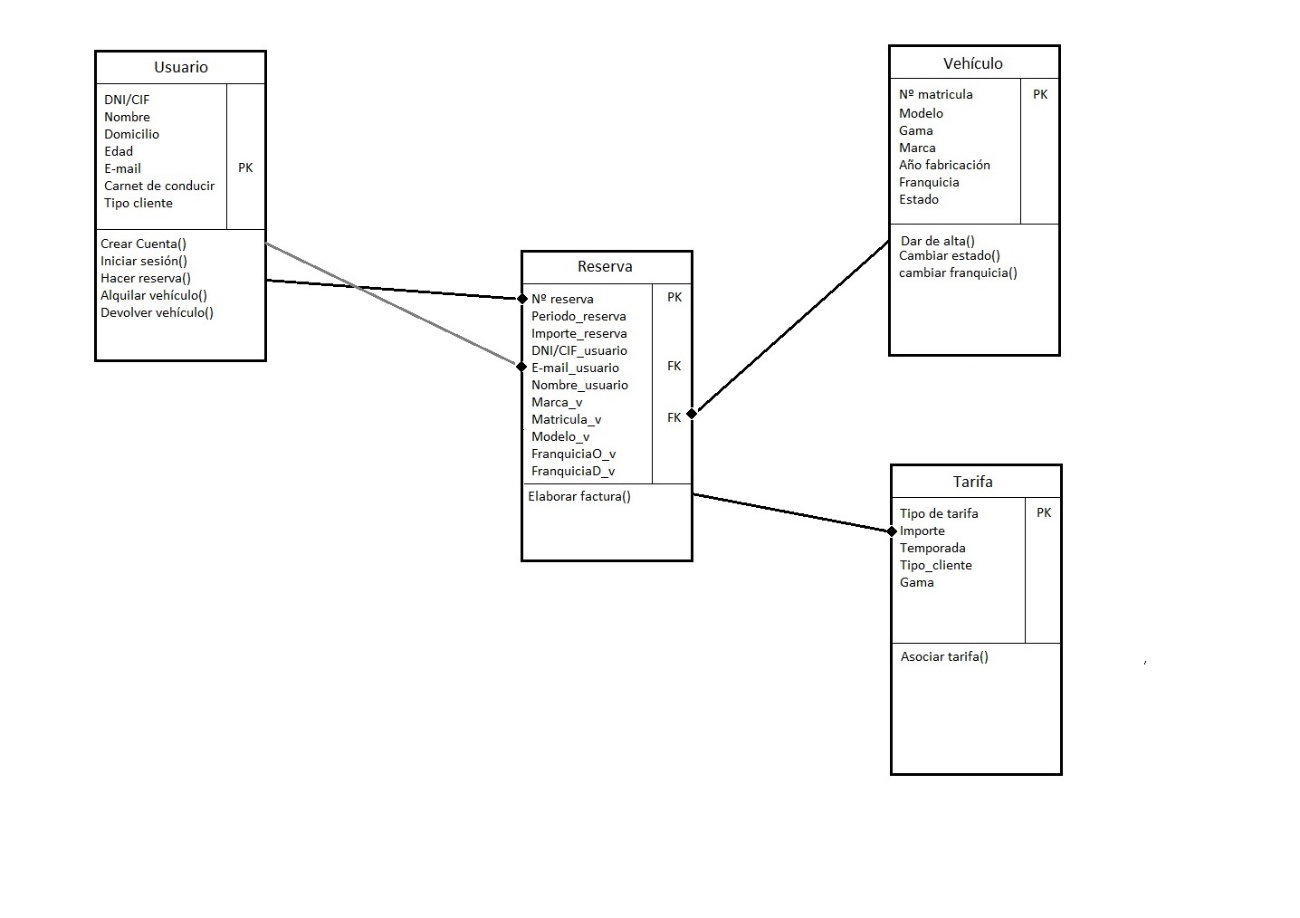 Usuario
DNI/CIF
Nombre
Domicilio
Edad
E-mail PK
Carnet de conducir
Tipo cliente
Crear Cuenta()
Iniciar sesión()
Hacer reserva()
Alquilar vehículo()
Devolver vehículo()
Reserva
Nº reserva PK
Periodo_reserva
Importe_reserva
DNI/CIF_usuario
E-mail_usuario FK
Nombre_usuario
Marca_v
Matricula_v FK
Modelo_v
FranquiciaO_v
FranquiciaD_v
Elaborar factura()
Vehículo
Nº matricula PK
Modelo
Gama
Marca
Año fabricación
Franquicia
Estado
Dar de alta()
Cambiar estado()
cambiar franquicia()
Tarifa
Tipo de tarifa PK
Importe
Temporada
Tipo_cliente
Gama
Asociar tarifa()
,